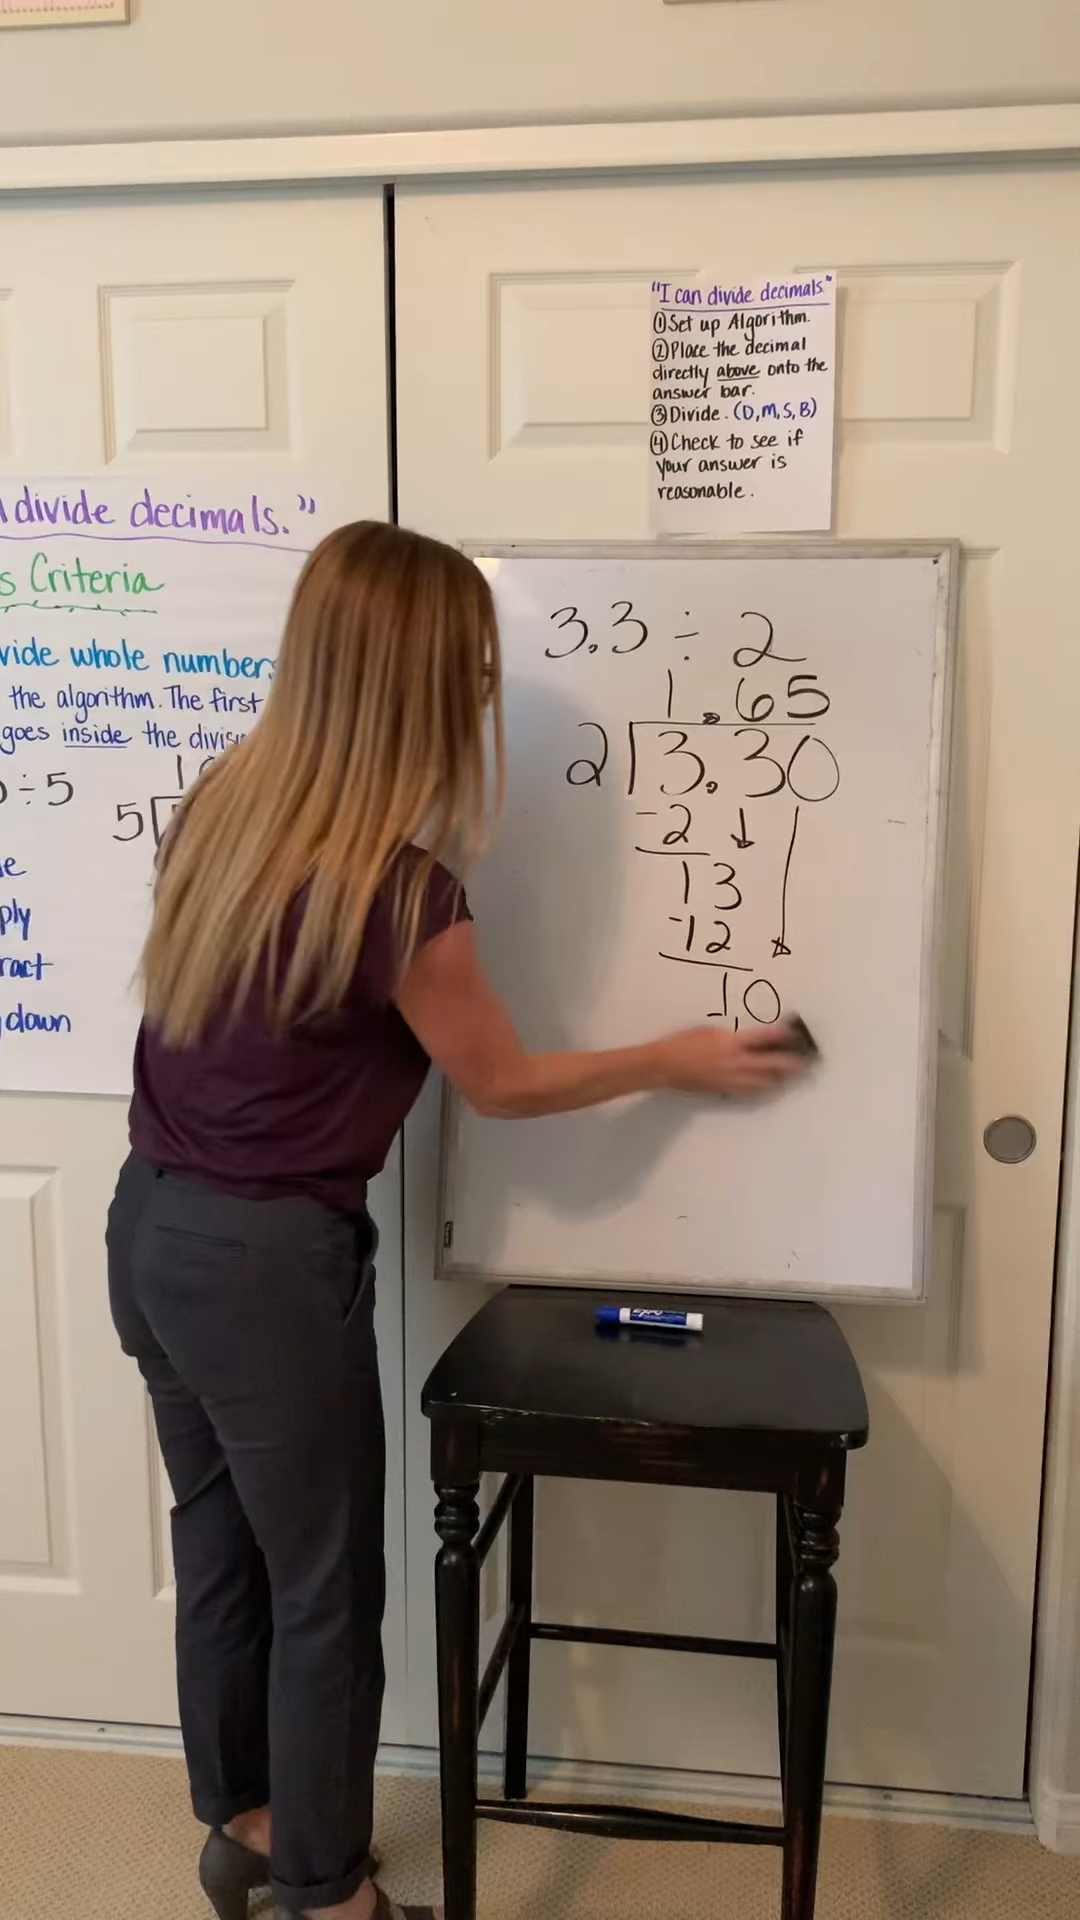 "I can divide decimals."
①Set up Algorithm.
②Place the decimal
directly above onto the
answer bar.
③Divide. (D, M, S, B)
④Check to see if
your answer is
reasonable.
divide decimals."
s Criteria
vide whole numbers
the algorithm. The first
goes inside the divis
÷5
1
5
e
ply
ract
down
3.3 ÷ 2
1.65
2 3.30
-2
13
-12
10
EXPO